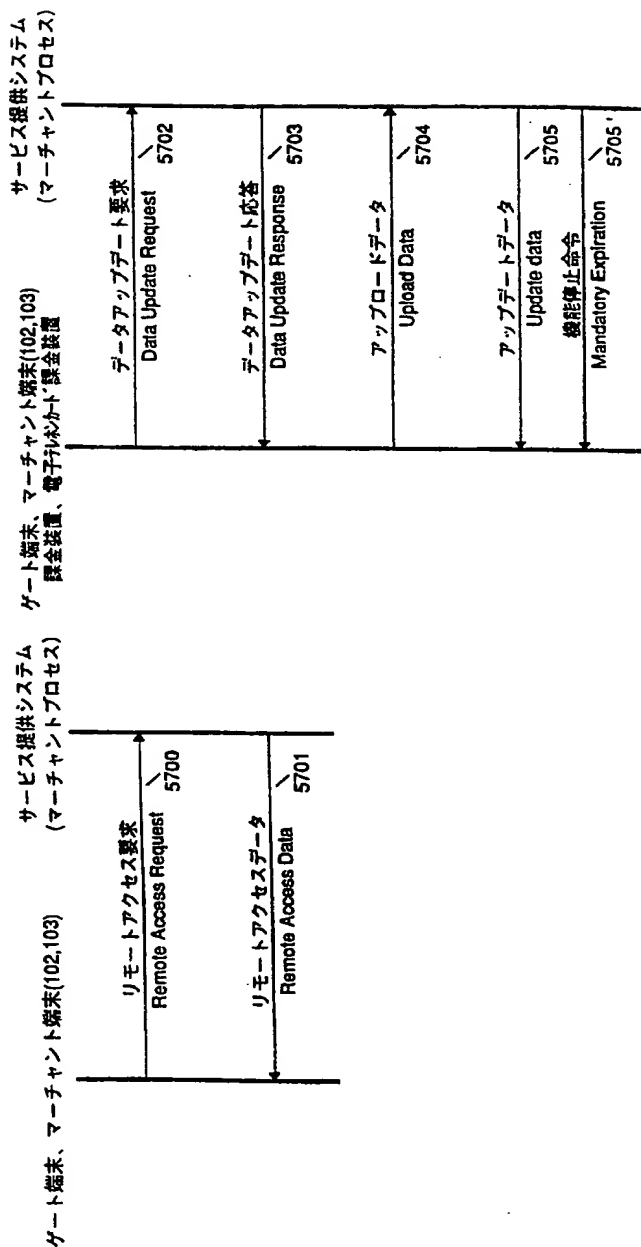 ゲート端末、マーチャント端末(102,103)
サービス提供システム
(マーチャントプロセス)
リモートアクセス要求
Remote Access Request
5700
リモートアクセスデータ
Remote Access Data
5701
ゲート端末、マーチャント端末(102,103)
課金装置、電子テレホンカード課金装置
サービス提供システム
(マーチャントプロセス)
データアップデート要求
Data Update Request
5702
データアップデート応答
Data Update Response
5703
アップロードデータ
Upload Data
5704
アップデートデータ
Update data
5705
機能停止命令
Mandatory Expiration
5705'